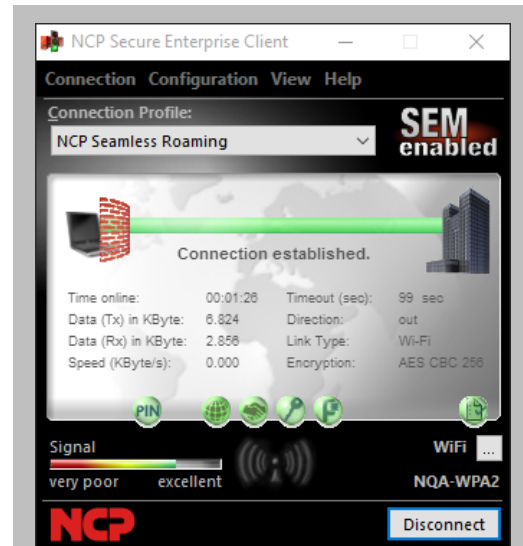 NCP Secure Enterprise Client
Connection Configuration View Help
Connection Profile:
NCP Seamless Roaming
SEM
enabled
Connection established.
Time online: 00:01:26 Timeout (sec): 99 sec
Data (Tx) in KByte: 6.824 Direction: out
Data (Rx) in KByte: 2.856 Link Type: Wi-Fi
Speed (KByte/s): 0.000 Encryption: AES CBC 256
PIN
Signal WiFi ...
very poor excellent NQA-WPA2
NCP Disconnect